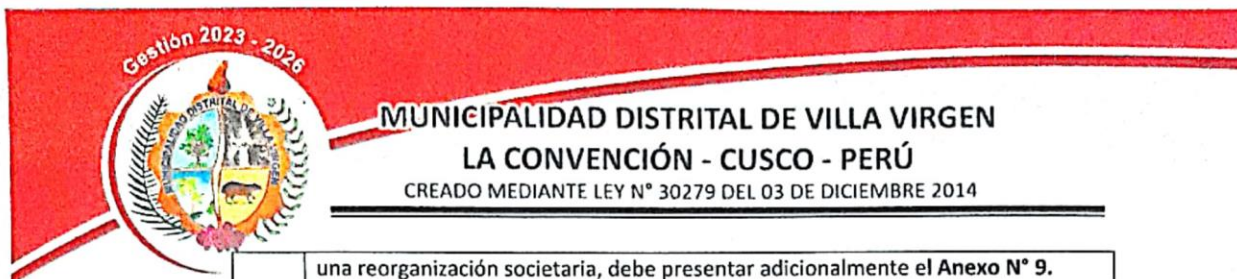 Gestión 2023 - 2026
MUNICIPALIDAD DISTRITAL DE VILLA VIRGEN
LA CONVENCIÓN - CUSCO - PERÚ
CREADO MEDIANTE LEY N° 30279 DEL 03 DE DICIEMBRE 2014
una reorganización societaria, debe presentar adicionalmente el Anexo N° 9.